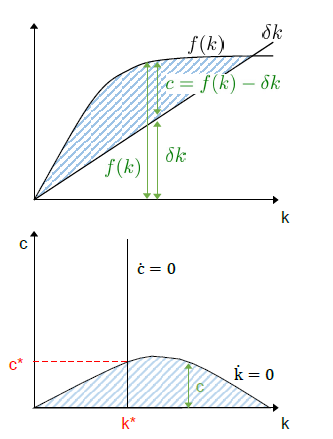 δk
f(k)
c = f(k) − δk
f(k)
δk
k
c
ċ = 0
c*
k̇ = 0
c
k*
k